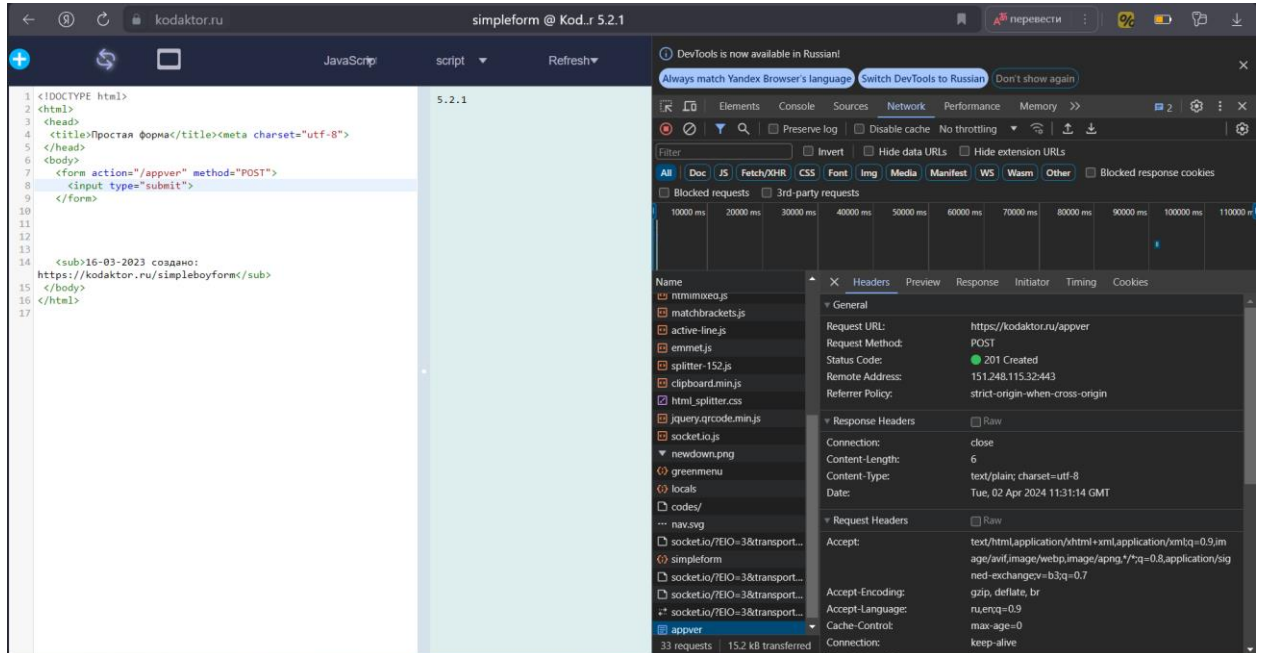 kodaktor.ru
simpleform @ Kod..r 5.2.1
перевести
JavaScript
script
Refresh
1 <!DOCTYPE html>
2 <html>
3 <head>
4 <title>Простая форма</title><meta charset="utf-8">
5 </head>
6 <body>
7 <form action="/appver" method="POST">
8 <input type="submit">
9 </form>
10
11
12
13
14 <sub>16-03-2023 создано:
https://kodaktor.ru/simpleboyform</sub>
15 </body>
16 </html>
17
5.2.1
DevTools is now available in Russian!
Always match Yandex Browser's language Switch DevTools to Russian Don't show again
Elements Console Sources Network Performance Memory 2
Preserve log Disable cache No throttling
Filter Invert Hide data URLs Hide extension URLs
All Doc JS Fetch/XHR CSS Font Img Media Manifest WS Wasm Other Blocked response cookies
Blocked requests 3rd-party requests
10000 ms 20000 ms 30000 ms 40000 ms 50000 ms 60000 ms 70000 ms 80000 ms 90000 ms 100000 ms 110000 m
Name
htmlmixed.js
matchbrackets.js
active-line.js
emmet.js
splitter-152.js
clipboard.min.js
html_splitter.css
jquery.qrcode.min.js
socket.io.js
newdown.png
greenmenu
locals
codes/
nav.svg
socket.io/?EIO=3&transport...
simpleform
socket.io/?EIO=3&transport...
socket.io/?EIO=3&transport...
socket.io/?EIO=3&transport...
appver
33 requests 15.2 kB transferred
Headers Preview Response Initiator Timing Cookies
General
Request URL: https://kodaktor.ru/appver
Request Method: POST
Status Code: 201 Created
Remote Address: 151.248.115.32:443
Referrer Policy: strict-origin-when-cross-origin
Response Headers Raw
Connection: close
Content-Length: 6
Content-Type: text/plain; charset=utf-8
Date: Tue, 02 Apr 2024 11:31:14 GMT
Request Headers Raw
Accept: text/html,application/xhtml+xml,application/xml;q=0.9,im
age/avif,image/webp,image/apng,*/*;q=0.8,application/sig
ned-exchange;v=b3;q=0.7
Accept-Encoding: gzip, deflate, br
Accept-Language: ru,en;q=0.9
Cache-Control: max-age=0
Connection: keep-alive